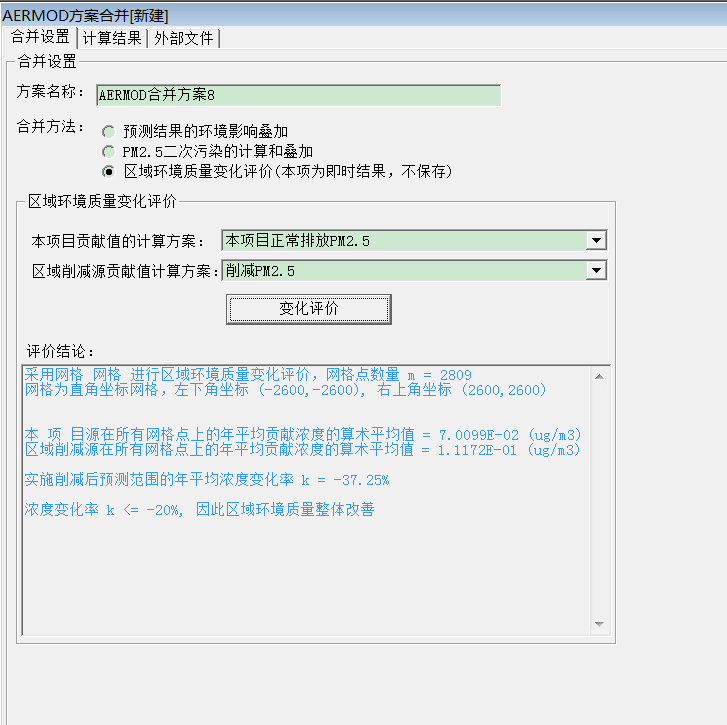 AERMOD方案合并[新建]
合并设置 计算结果 外部文件
合并设置
方案名称: AERMOD合并方案8
合并方法:
预测结果的环境影响叠加
PM2.5二次污染的计算和叠加
区域环境质量变化评价(本项为即时结果，不保存)
区域环境质量变化评价
本项目贡献值的计算方案: 本项目正常排放PM2.5
区域削减源贡献值计算方案: 削减PM2.5
变化评价
评价结论:
采用网格 网格 进行区域环境质量变化评价，网格点数量 m = 2809
网格为直角坐标网格，左下角坐标 (-2600,-2600), 右上角坐标 (2600,2600)
本 项 目源在所有网格点上的年平均贡献浓度的算术平均值 = 7.0099E-02 (ug/m3)
区域削减源在所有网格点上的年平均贡献浓度的算术平均值 = 1.1172E-01 (ug/m3)
实施削减后预测范围的年平均浓度变化率 k = -37.25%
浓度变化率 k <= -20%, 因此区域环境质量整体改善